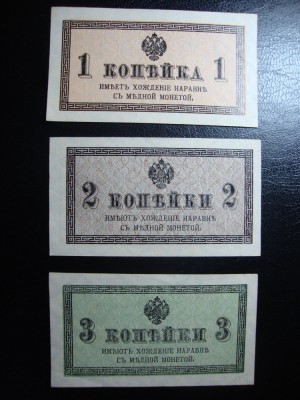 1 КОПѢЙКА 1
ИМѢЕТЪ ХОЖДЕНІЕ НАРАВНѢ
СЪ МѢДНОЙ МОНЕТОЙ.
2 КОПѢЙКИ 2
ИМѢЮТЪ ХОЖДЕНІЕ НАРАВНѢ
СЪ МѢДНОЙ МОНЕТОЙ.
3 КОПѢЙКИ 3
ИМѢЮТЪ ХОЖДЕНІЕ НАРАВНѢ
СЪ МѢДНОЙ МОНЕТОЙ.